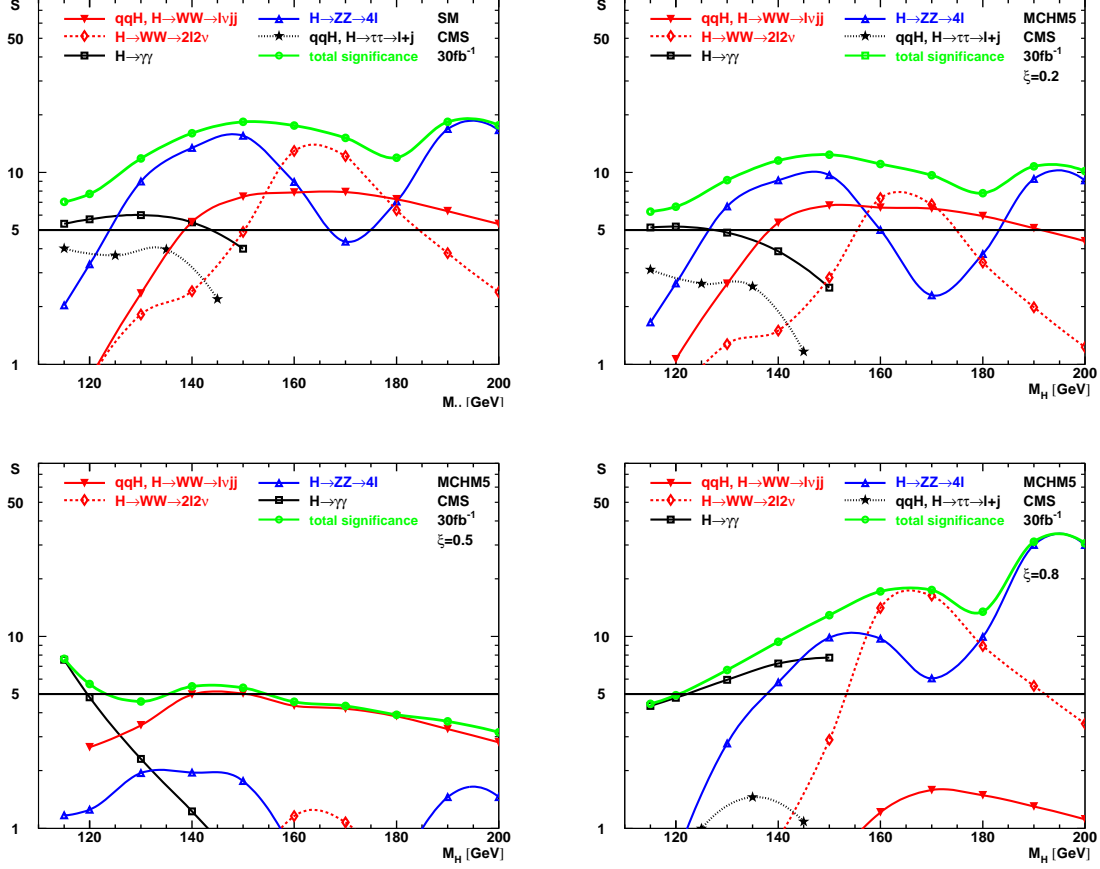 S
qqH, H→WW→lνjj
H→ZZ→4l
SM
H→WW→2l2ν
qqH, H→ττ→l+j
CMS
H→γγ
total significance
30fb⁻¹
50
10
5
1
120 140 160 180 200
[GeV]
S
qqH, H→WW→lνjj
H→ZZ→4l
MCHM5
H→WW→2l2ν
qqH, H→ττ→l+j
CMS
H→γγ
total significance
30fb⁻¹
ξ=0.2
50
10
5
1
120 140 160 180 200
M_H [GeV]
S
qqH, H→WW→lνjj
H→ZZ→4l
MCHM5
H→WW→2l2ν
H→γγ
CMS
total significance
30fb⁻¹
ξ=0.5
50
10
5
1
120 140 160 180 200
M_H [GeV]
S
qqH, H→WW→lνjj
H→ZZ→4l
MCHM5
H→WW→2l2ν
qqH, H→ττ→l+j
CMS
H→γγ
total significance
30fb⁻¹
ξ=0.8
50
10
5
1
120 140 160 180 200
M_H [GeV]